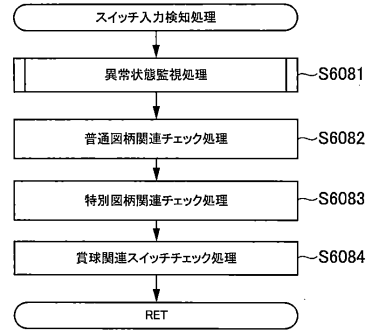 スイッチ入力検知処理
異常状態監視処理
S6081
普通図柄関連チェック処理
S6082
特別図柄関連チェック処理
S6083
賞球関連スイッチチェック処理
S6084
RET